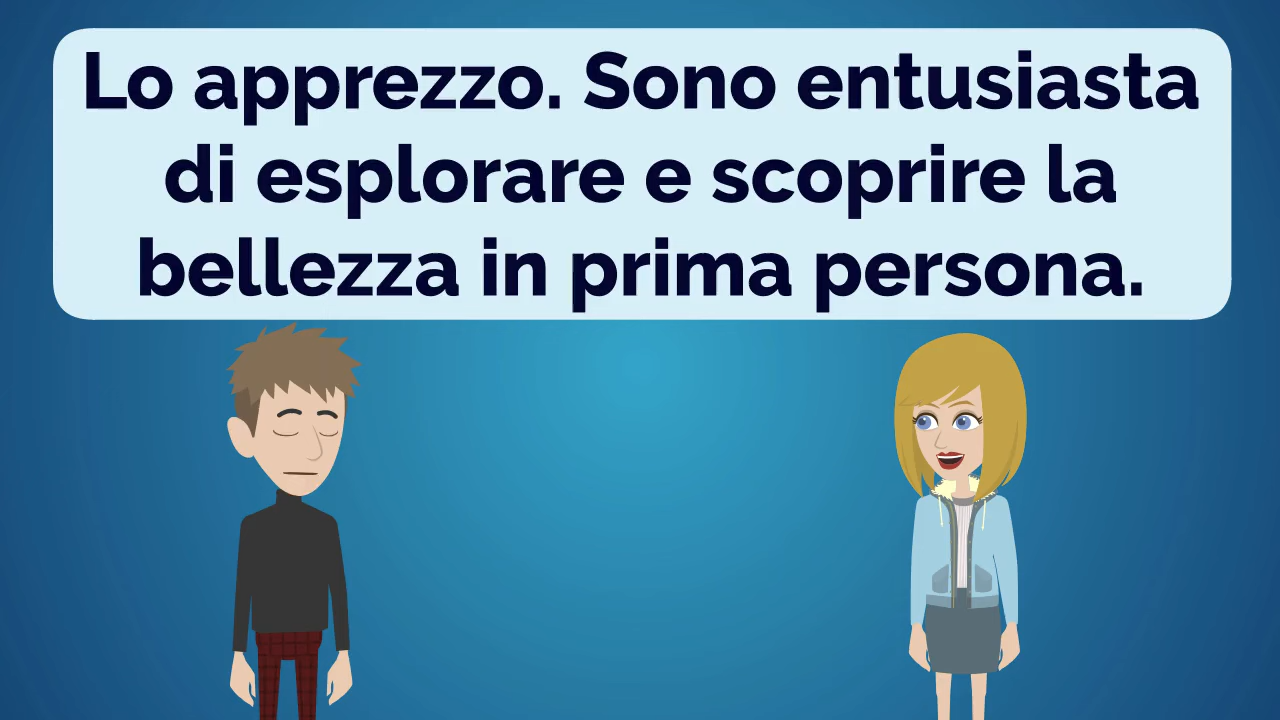 Lo apprezzo. Sono entusiasta
di esplorare e scoprire la
bellezza in prima persona.